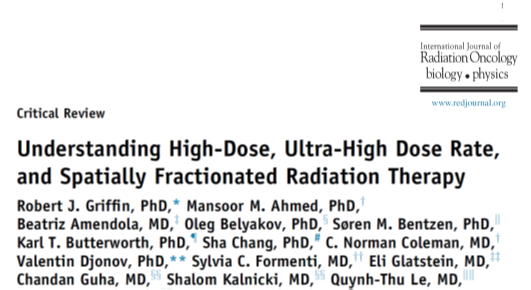 International Journal of
Radiation Oncology
biology • physics
www.redjournal.org
Critical Review
Understanding High-Dose, Ultra-High Dose Rate,
and Spatially Fractionated Radiation Therapy
Robert J. Griffin, PhD,* Mansoor M. Ahmed, PhD,†
Beatriz Amendola, MD,‡ Oleg Belyakov, PhD,§ Søren M. Bentzen, PhD,‖
Karl T. Butterworth, PhD,¶ Sha Chang, PhD,# C. Norman Coleman, MD,†
Valentin Djonov, PhD,** Sylvia C. Formenti, MD,†† Eli Glatstein, MD,‡‡
Chandan Guha, MD,§§ Shalom Kalnicki, MD,§§ Quynh-Thu Le, MD,‖‖